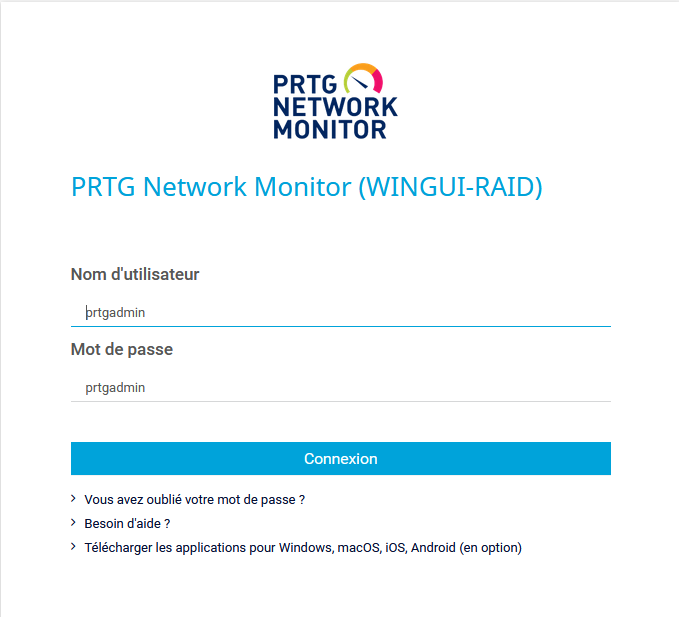 PRTG
NETWORK
MONITOR
PRTG Network Monitor (WINGUI-RAID)
Nom d'utilisateur
prtgadmin
Mot de passe
prtgadmin
Connexion
Vous avez oublié votre mot de passe ?
Besoin d'aide ?
Télécharger les applications pour Windows, macOS, iOS, Android (en option)